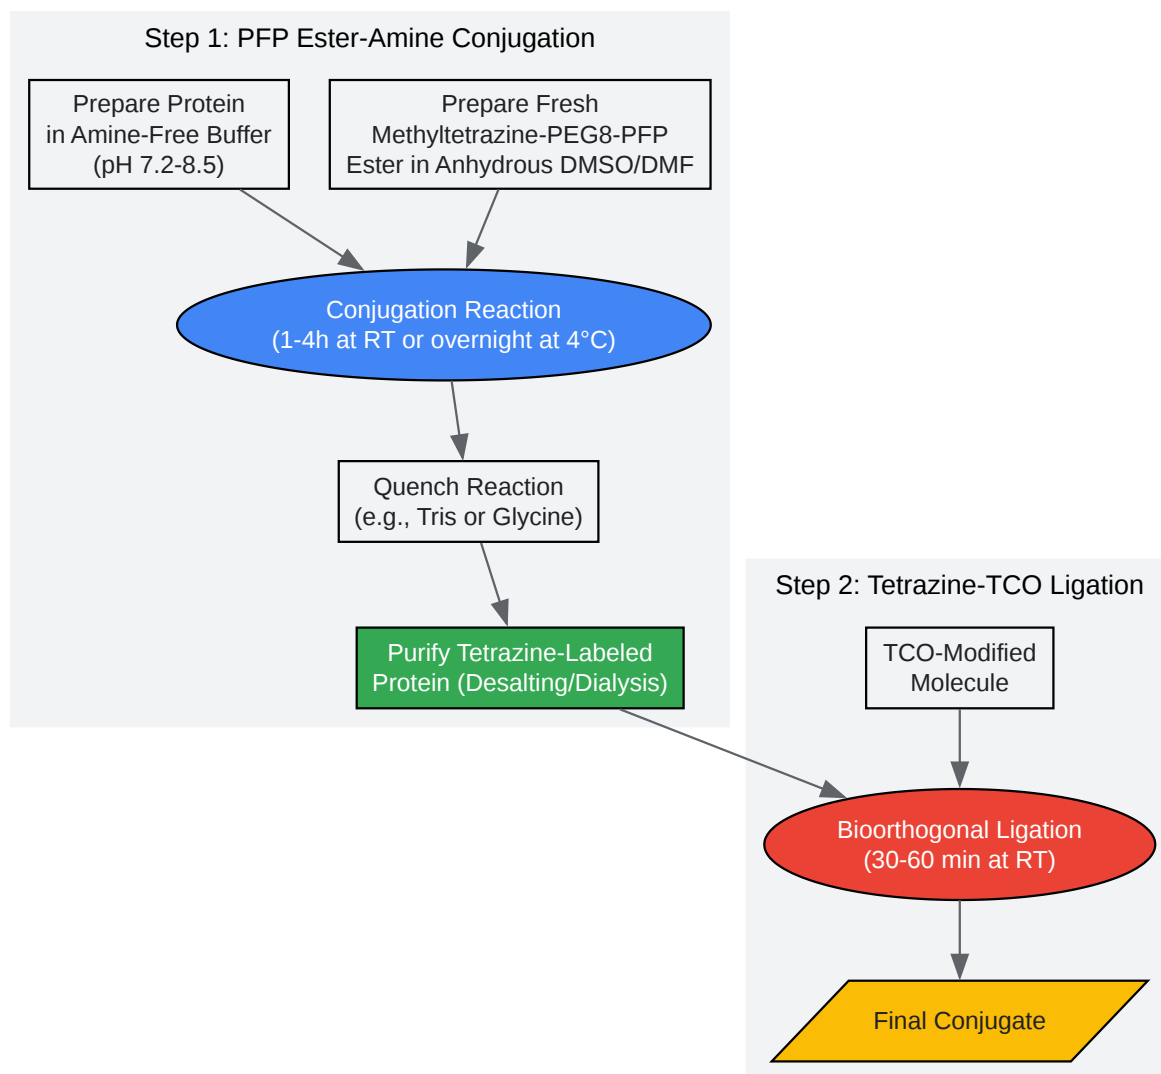 Step 1: PFP Ester-Amine Conjugation
Prepare Protein
in Amine-Free Buffer
(pH 7.2-8.5)
Prepare Fresh
Methyltetrazine-PEG8-PFP
Ester in Anhydrous DMSO/DMF
Conjugation Reaction
(1-4h at RT or overnight at 4°C)
Quench Reaction
(e.g., Tris or Glycine)
Purify Tetrazine-Labeled
Protein (Desalting/Dialysis)
Step 2: Tetrazine-TCO Ligation
TCO-Modified
Molecule
Bioorthogonal Ligation
(30-60 min at RT)
Final Conjugate